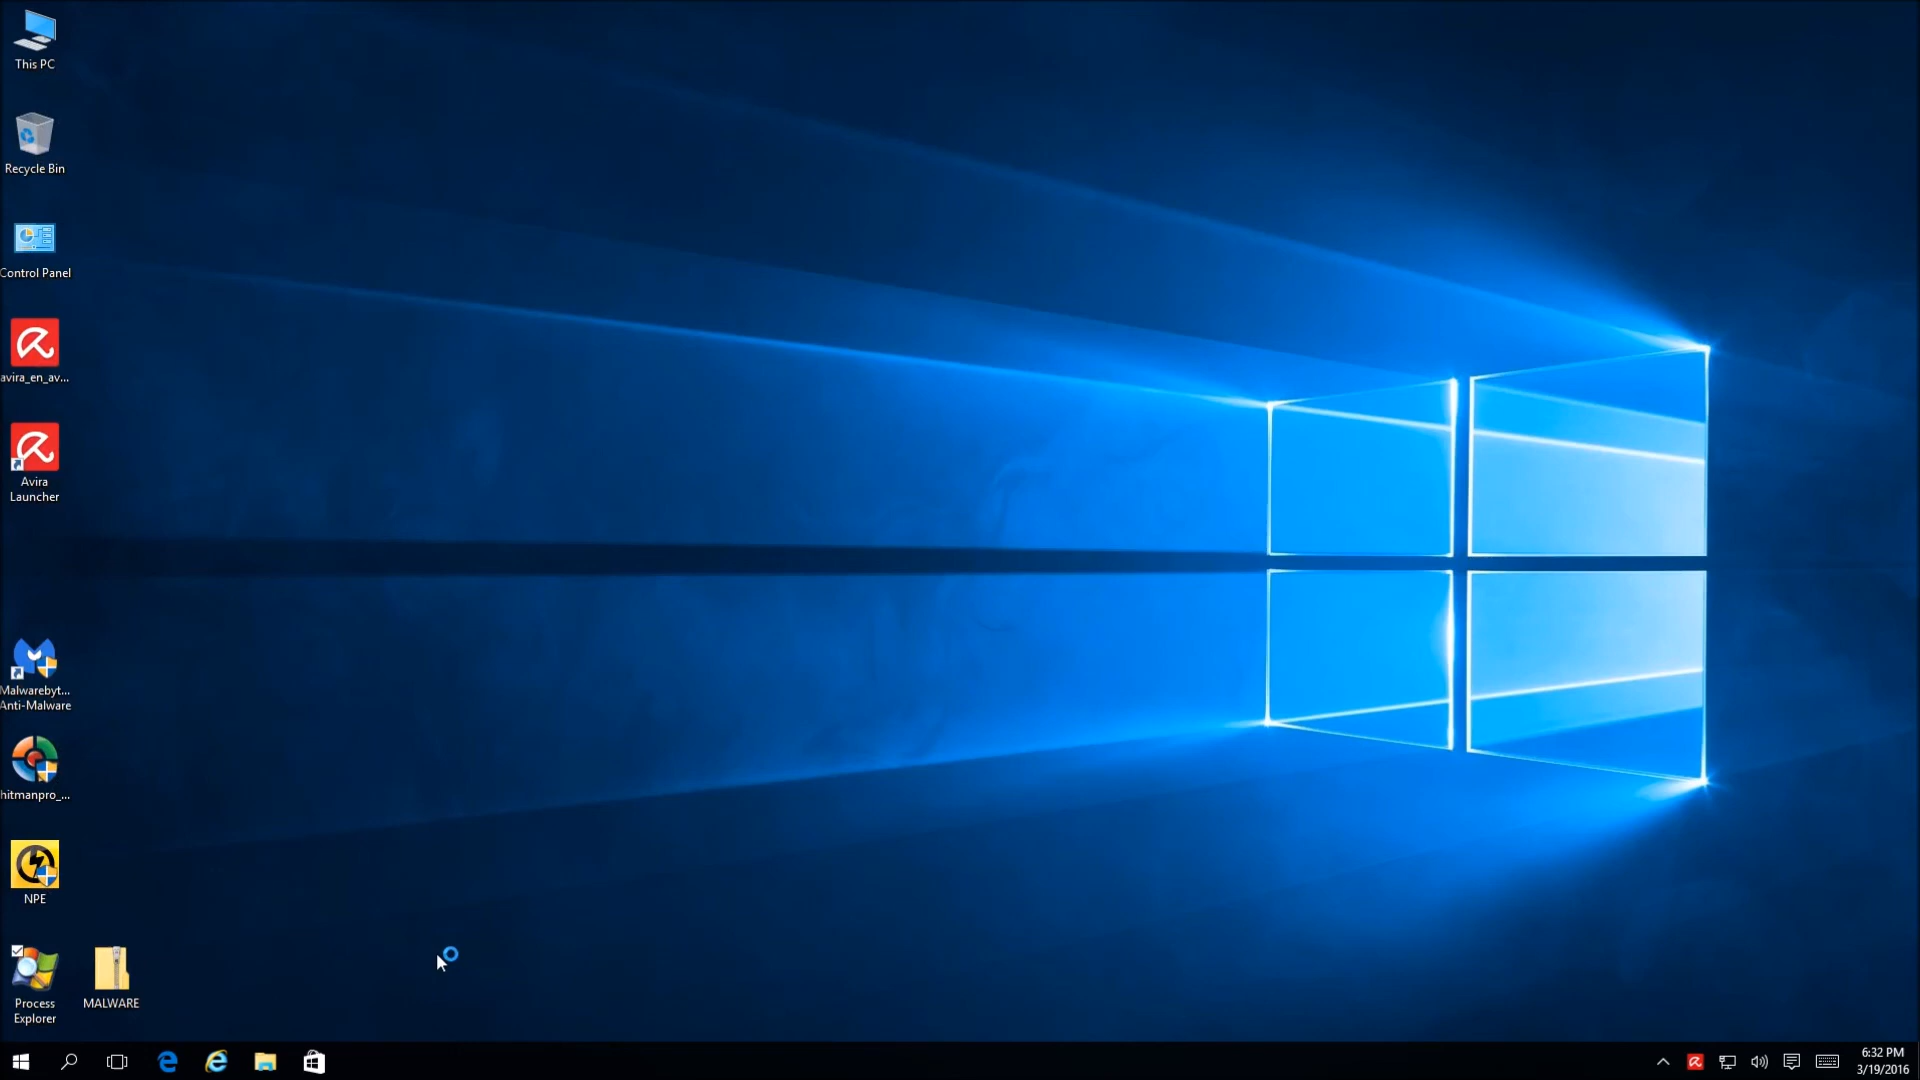 This PC
Recycle Bin
Control Panel
avira_en_av...
Avira
Launcher
Malwarebyt...
Anti-Malware
hitmanpro_...
NPE
Process
Explorer
MALWARE
6:32 PM
3/19/2016